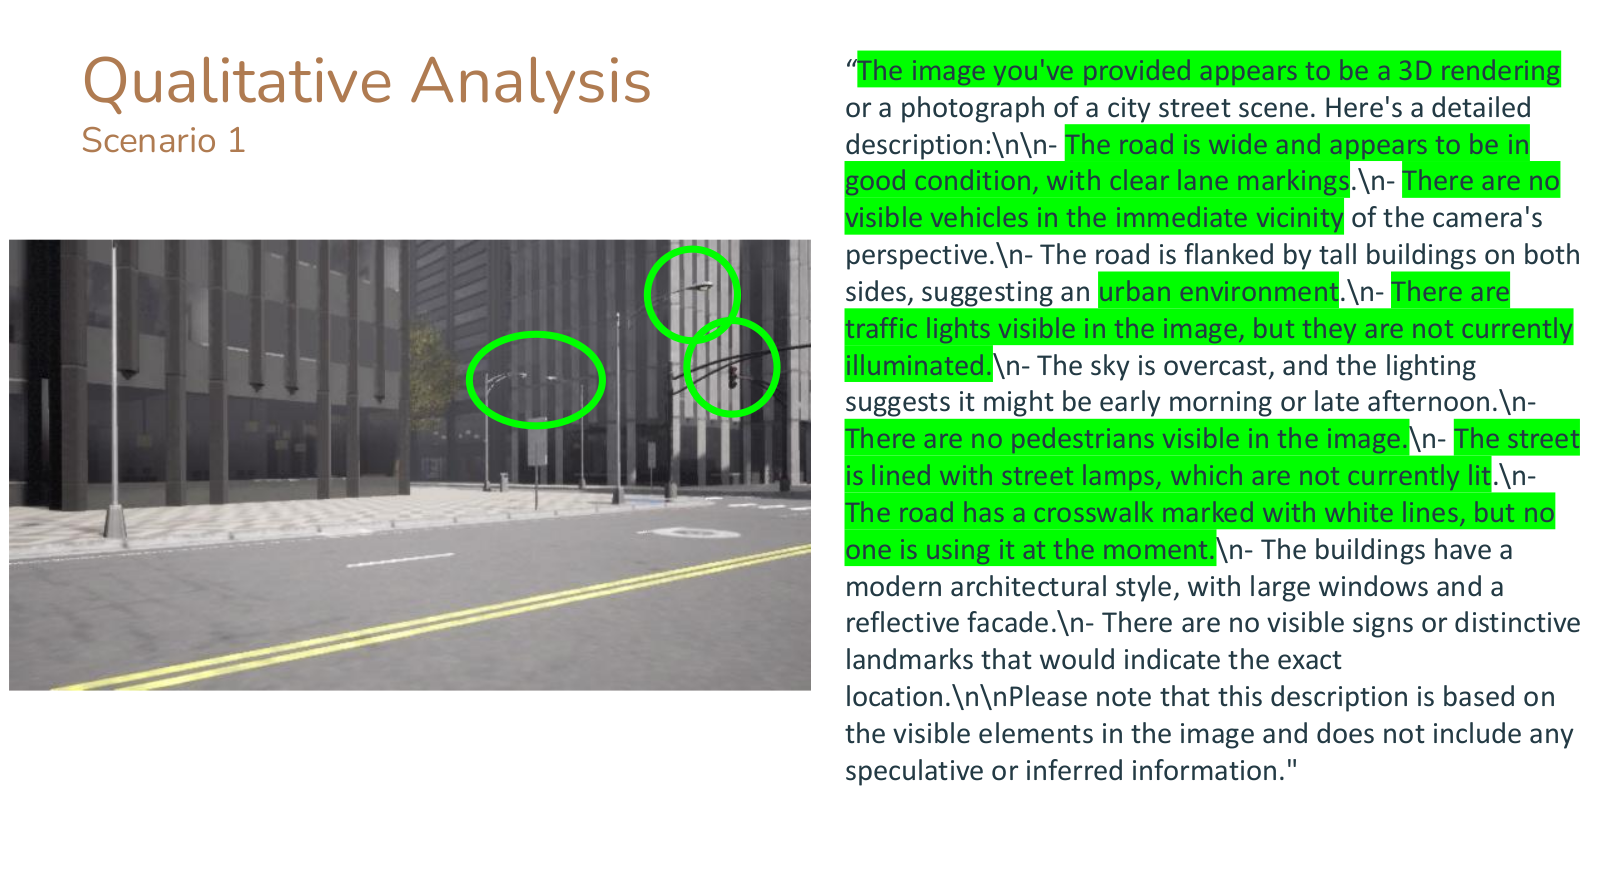 Qualitative Analysis
Scenario 1
“The image you've provided appears to be a 3D rendering
or a photograph of a city street scene. Here's a detailed
description:\n\n- The road is wide and appears to be in
good condition, with clear lane markings.\n- There are no
visible vehicles in the immediate vicinity of the camera's
perspective.\n- The road is flanked by tall buildings on both
sides, suggesting an urban environment.\n- There are
traffic lights visible in the image, but they are not currently
illuminated.\n- The sky is overcast, and the lighting
suggests it might be early morning or late afternoon.\n-
There are no pedestrians visible in the image.\n- The street
is lined with street lamps, which are not currently lit.\n-
The road has a crosswalk marked with white lines, but no
one is using it at the moment.\n- The buildings have a
modern architectural style, with large windows and a
reflective facade.\n- There are no visible signs or distinctive
landmarks that would indicate the exact
location.\n\nPlease note that this description is based on
the visible elements in the image and does not include any
speculative or inferred information."